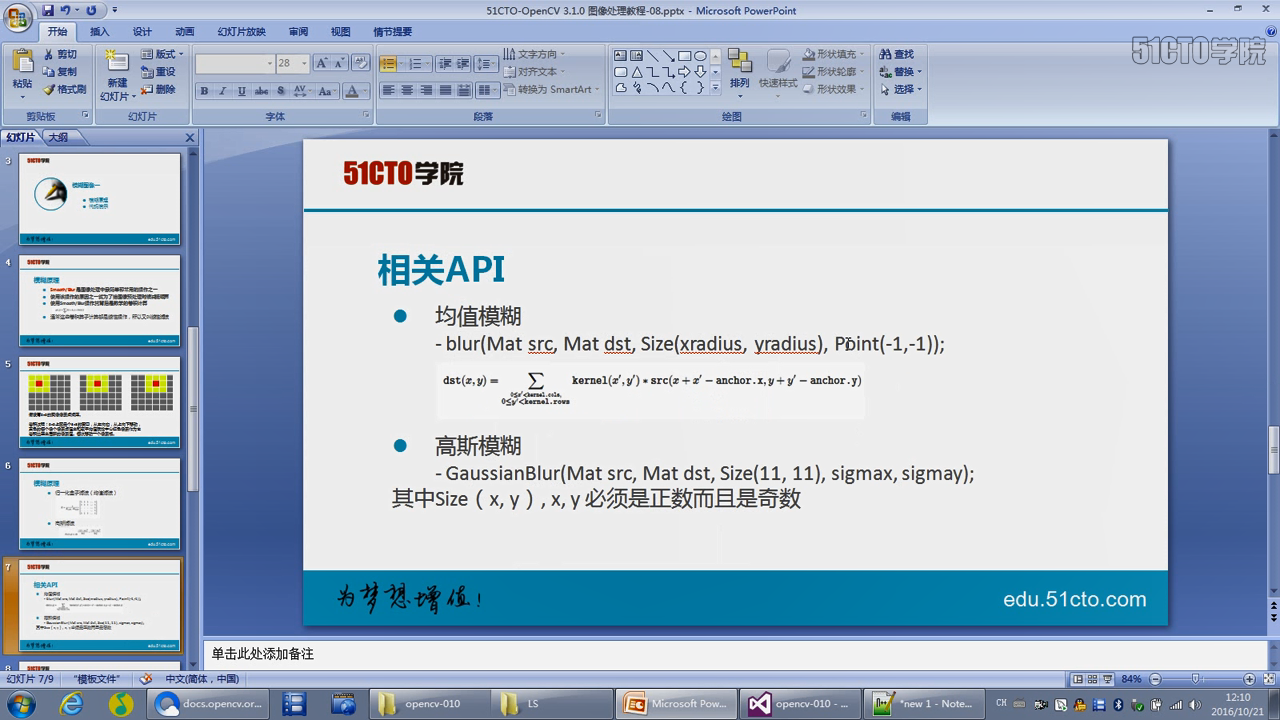 51CTO-OpenCV 3.1.0 图像处理教程-08.pptx - Microsoft PowerPoint
开始 插入 设计 动画 幻灯片放映 审阅 视图 情节提要
51CTO学院
粘贴 剪切 复制 格式刷 剪贴板
新建 幻灯片 版式 重设 删除 幻灯片
28 字体
文字方向 对齐文本 转换为 SmartArt 段落
排列 快速样式 形状填充 形状轮廓 形状效果 绘图
查找 替换 选择 编辑
幻灯片 大纲
3
4
5
6
7
8
51CTO学院
相关API
均值模糊
- blur(Mat src, Mat dst, Size(xradius, yradius), Point(-1,-1));
dst(x, y) = ∑ kernel(x′, y′) * src(x + x′ − anchor.x, y + y′ − anchor.y)
0≤x′<kernel.cols,
0≤y′<kernel.rows
高斯模糊
- GaussianBlur(Mat src, Mat dst, Size(11, 11), sigmax, sigmay);
其中Size（x, y）, x, y 必须是正数而且是奇数
为梦想增值!
edu.51cto.com
单击此处添加备注
幻灯片 7/9 "模板文件" 中文(简体，中国) 84%
docs.opencv.or... opencv-010 LS Microsoft Pow... opencv-010 - ... *new 1 - Note... CH 12:10
2016/10/21